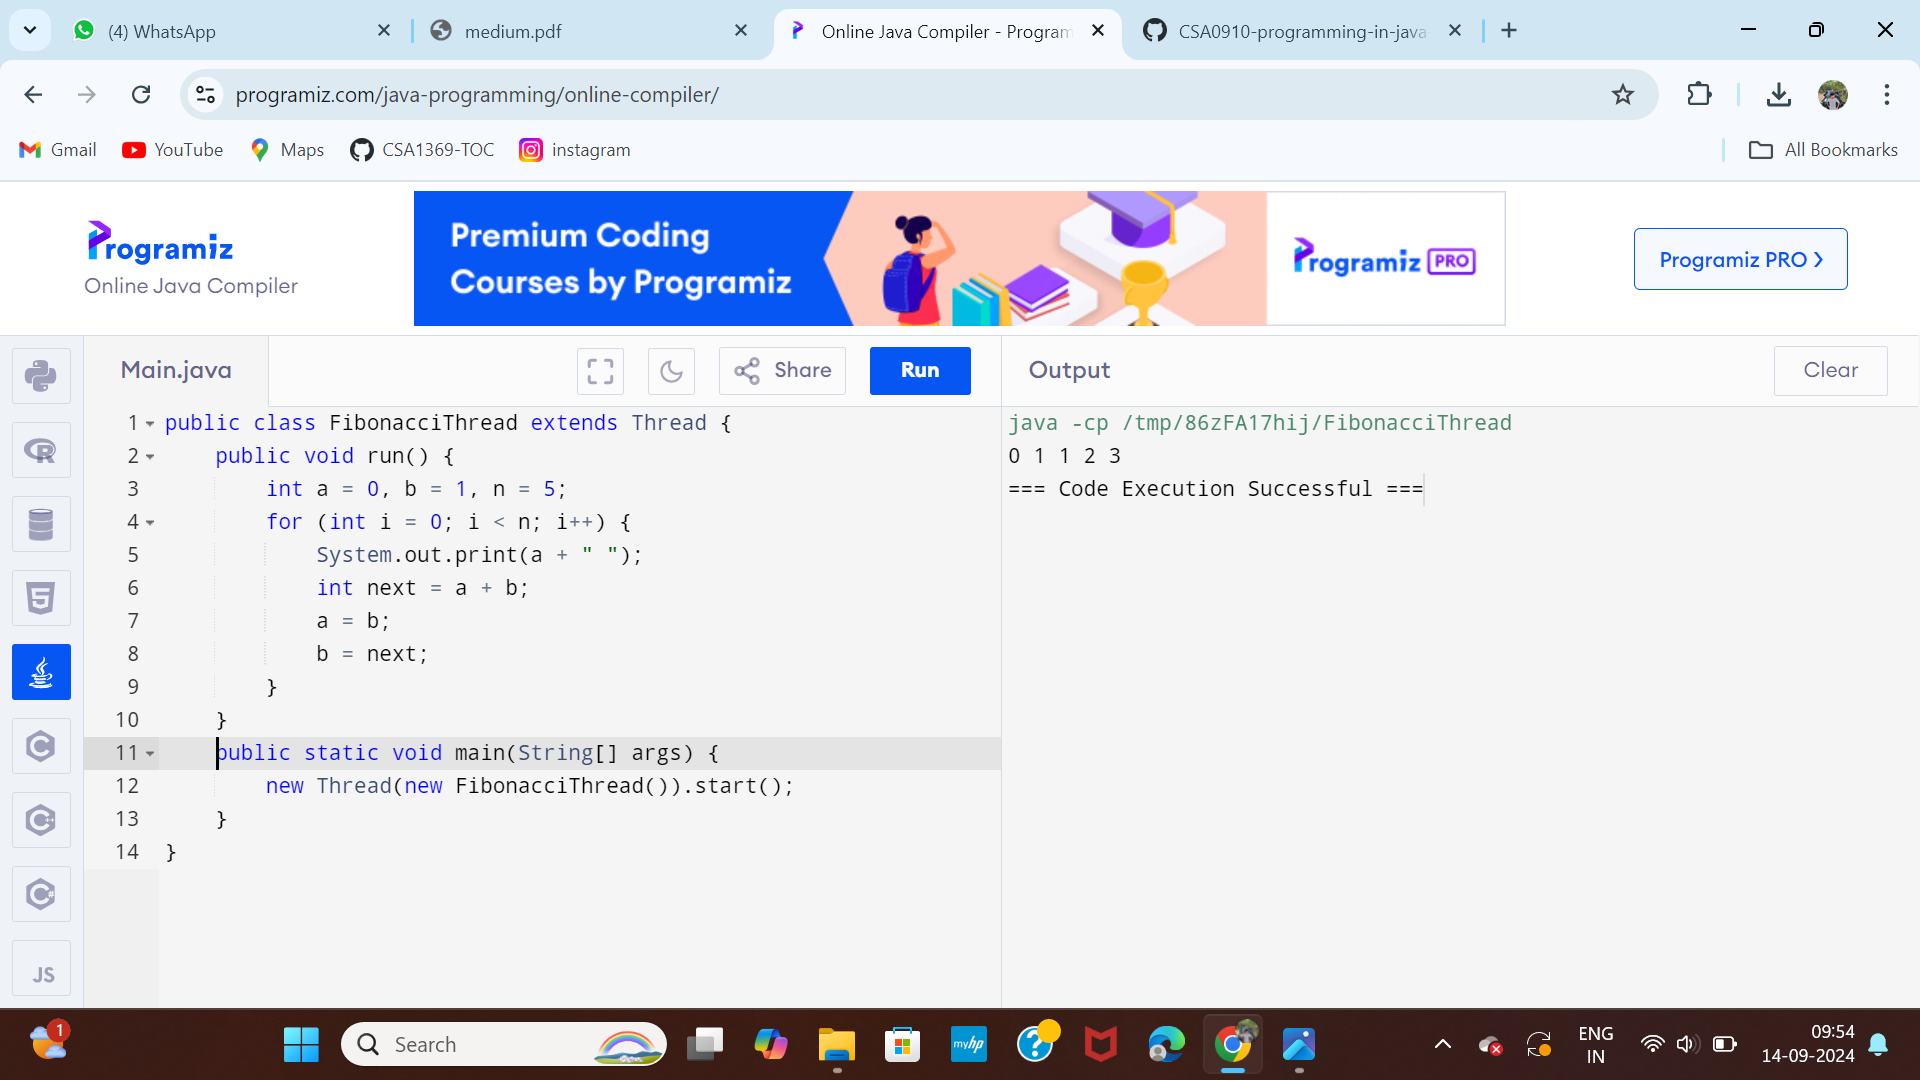 (4) WhatsApp
medium.pdf
Online Java Compiler - Program
CSA0910-programming-in-java
programiz.com/java-programming/online-compiler/
Gmail
YouTube
Maps
CSA1369-TOC
instagram
All Bookmarks
Programiz
Online Java Compiler
Premium Coding
Courses by Programiz
Programiz PRO
Programiz PRO ❯
Main.java
Share
Run
Output
Clear
1 public class FibonacciThread extends Thread {
2     public void run() {
3         int a = 0, b = 1, n = 5;
4         for (int i = 0; i < n; i++) {
5             System.out.print(a + " ");
6             int next = a + b;
7             a = b;
8             b = next;
9         }
10     }
11     public static void main(String[] args) {
12         new Thread(new FibonacciThread()).start();
13     }
14 }
java -cp /tmp/86zFA17hij/FibonacciThread
0 1 1 2 3
=== Code Execution Successful ===
JS
1
Search
myhp
ENG
IN
09:54
14-09-2024